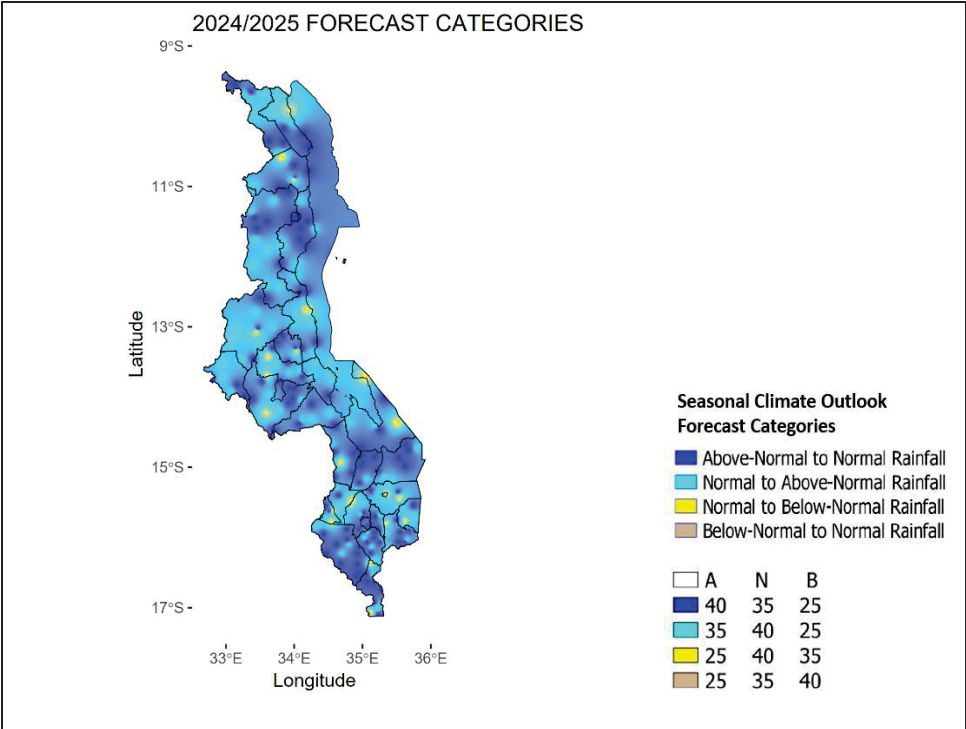 2024/2025 FORECAST CATEGORIES
9°S
11°S
13°S
15°S
17°S
Latitude
33°E 34°E 35°E 36°E
Longitude
Seasonal Climate Outlook
Forecast Categories
Above-Normal to Normal Rainfall
Normal to Above-Normal Rainfall
Normal to Below-Normal Rainfall
Below-Normal to Normal Rainfall
A N B
40 35 25
35 40 25
25 40 35
25 35 40